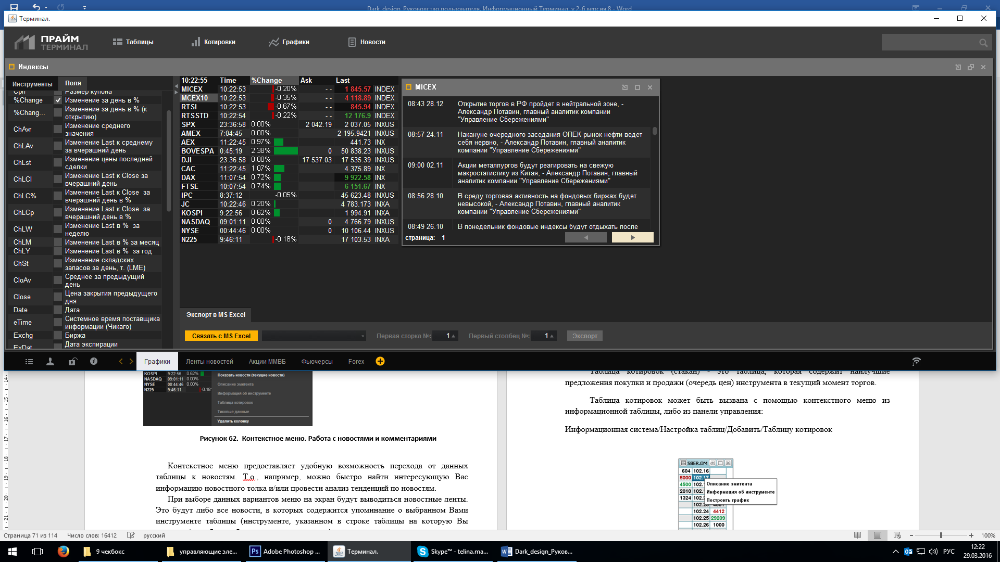 Dark_design_Руководство пользователя. Информационный Терминал. v 2-6 версия 8 - Word
Терминал.
ПРАЙМ
ТЕРМИНАЛ
Таблицы
Котировки
Графики
Новости
Индексы
Инструменты
Поля
Cpn Размер купона
%Change Изменение за день в %
%Chang... Изменение за день в % (к
открытию)
ChAvr Изменение среднего
значения
ChLAv Изменение Last к среднему
за вчерашний день
ChLst Изменение цены последней
сделки
ChLCl Изменение Last к Close за
вчерашний день
ChLC% Изменение Last к Close за
вчерашний день в %
ChLCp Изменение Last к Close за
вчерашний день в %
ChLW Изменение Last в % за
неделю
ChLM Изменение Last в % за месяц
ChLY Изменение Last в % за год
ChSt Изменение складских
запасов за день, т. (LME)
CloAv Среднее за предыдущий
день
Close Цена закрытия предыдущего
дня
Date Дата
eTime Системное время поставщика
информации (Чикаго)
Exchg Биржа
ExDat Дата экспирации
10:22:55 Time %Change Ask Last
MICEX 10:22:53 -0.20% - - 1 845.57 INDEX
MCEX10 10:22:53 -0.35% - - 4 118.89 INDEX
RTSI 10:22:53 -0.67% - - 845.94 INDEX
RTSSTD 10:22:54 -0.22% - - 12 176.9 INDEX
SPX 23:36:58 0.00% 2 042.19 2 037.05 INXUS
AMEX 7:04:45 0.00% 2 195.9421 INXUS
AEX 11:22:45 0.97% 441.73 INX
BOVESPA 0:45:19 2.38% 0 50 838.23 INXUS
DJI 23:36:58 0.00% 17 537.03 17 535.39 INXUS
CAC 11:22:45 1.07% 4 375.89 INX
DAX 11:07:54 0.72% 9 922.58 INX
FTSE 10:07:54 0.74% 6 151.67 INX
IPC 8:37:12 -0.05% 45 623.48 INXUS
JC 10:22:46 0.20% 4 783.173 INXA
KOSPI 9:22:56 0.62% 1 994.91 INXA
NASDAQ 09:01:11 0.00% 0 4 766.79 INXUS
NYSE 00:44:46 0.00% 0 10 106.44 INXUS
N225 9:46:11 -0.18% 17 103.53 INXA
MICEX
08:43 28.12 Открытие торгов в РФ пройдет в нейтральной зоне, -
Александр Потавин, главный аналитик компании
"Управление Сбережениями"
08:57 24.11 Накануне очередного заседания ОПЕК рынок нефти ведет
себя нервно, - Александр Потавин, главный аналитик
компании "Управление Сбережениями"
09:00 02.11 Акции металлургов будут реагировать на свежую
макростатистику из Китая, - Александр Потавин, главный
аналитик компании "Управление Сбережениями"
08:56 28.10 В среду торговая активность на фондовых биржах будет
невысокой, - Александр Потавин, главный аналитик
компании "Управление Сбережениями"
08:49 26.10 В понедельник фондовые индексы будут отдыхать после
страница: 1
Экспорт в MS Excel
Связать с MS Excel Первая сторка №: 1 Первый столбец №: 1 Экспорт
Графики Ленты новостей Акции ММВБ Фьючерсы Forex
1
KOSPI 9:22:56 0.62%
NASDAQ 09:01:11 0.00%
NYSE 00:44:46 0.00%
N225 9:46:11 -0.18
Показать новости (текущие новости)
Описание эмитента
Информация об инструменте
Таблица котировок
Тиковые данные
Удалить колонку
Рисунок 62. Контекстное меню. Работа с новостями и комментариями
Контекстное меню предоставляет удобную возможность перехода от данных
таблицы к новостям. Т.о., например, можно быстро найти интересующую Вас
информацию новостного толка и/или провести анализ тенденций по новостям.
При выборе данных вариантов меню на экран будут выводиться новостные ленты.
Это будут либо все новости, в которых содержится упоминание о выбранном Вами
инструменте таблицы (инструменте, указанном в строке таблицы на которую Вы
Таблица котировок (стакан) - это таблица, которая содержит наилучшие
предложения покупки и продажи (очередь цен) инструмента в текущий момент торгов.
Таблица котировок может быть вызвана с помощью контекстного меню из
информационной таблицы, либо из панели управления:
Информационная система/Настройка таблиц/Добавить/Таблицу котировок
SBER.OM
604 102.16
5000 102.17
4500 102.
2010 102.
1324 102.2
102.23 4331
102.24 4412
102.25 29209
102.26 1000
Описание эмитента
Информация об инструменте
Построить график
14 15 16 17 18 19 20 21
Страница 71 из 114 Число слов: 16412 русский 100%
9 чекбокс
управляющие эле...
Adobe Photoshop ...
Терминал.
Skype™ - telina.ma...
Dark_design_Руков...
РУС
12:22
29.03.2016